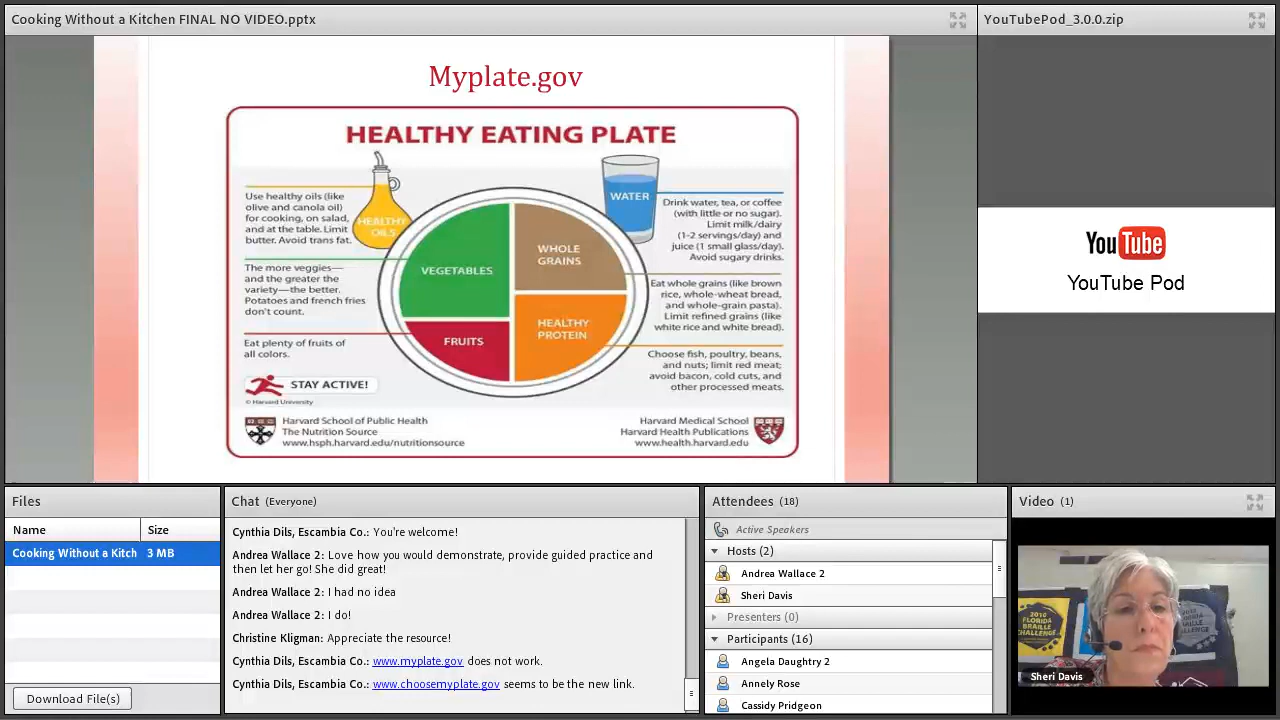 Cooking Without a Kitchen FINAL NO VIDEO.pptx
YouTubePod_3.0.0.zip
Myplate.gov
HEALTHY EATING PLATE
Use healthy oils (like
olive and canola oil)
for cooking, on salad,
and at the table. Limit
butter. Avoid trans fat.
HEALTHY
OILS
WATER
Drink water, tea, or coffee
(with little or no sugar).
Limit milk/dairy
(1-2 servings/day) and
juice (1 small glass/day).
Avoid sugary drinks.
The more veggies—
and the greater the
variety—the better.
Potatoes and french fries
don't count.
VEGETABLES
WHOLE
GRAINS
Eat whole grains (like brown
rice, whole-wheat bread,
and whole-grain pasta).
Limit refined grains (like
white rice and white bread).
Eat plenty of fruits of
all colors.
FRUITS
HEALTHY
PROTEIN
Choose fish, poultry, beans,
and nuts; limit red meat;
avoid bacon, cold cuts, and
other processed meats.
STAY ACTIVE!
© Harvard University
Harvard School of Public Health
The Nutrition Source
www.hsph.harvard.edu/nutritionsource
Harvard Medical School
Harvard Health Publications
www.health.harvard.edu
YouTube
YouTube Pod
Files
Name Size
Cooking Without a Kitch 3 MB
Download File(s)
Chat (Everyone)
Cynthia Dils, Escambia Co.: You're welcome!
Andrea Wallace 2: Love how you would demonstrate, provide guided practice and
then let her go! She did great!
Andrea Wallace 2: I had no idea
Andrea Wallace 2: I do!
Christine Kligman: Appreciate the resource!
Cynthia Dils, Escambia Co.: www.myplate.gov does not work.
Cynthia Dils, Escambia Co.: www.choosemyplate.gov seems to be the new link.
Attendees (18)
Active Speakers
Hosts (2)
Andrea Wallace 2
Sheri Davis
Presenters (0)
Participants (16)
Angela Daughtry 2
Annely Rose
Cassidy Pridgeon
Video (1)
2010
FLORIDA
BRAILLE
CHALLENGE
Sheri Davis